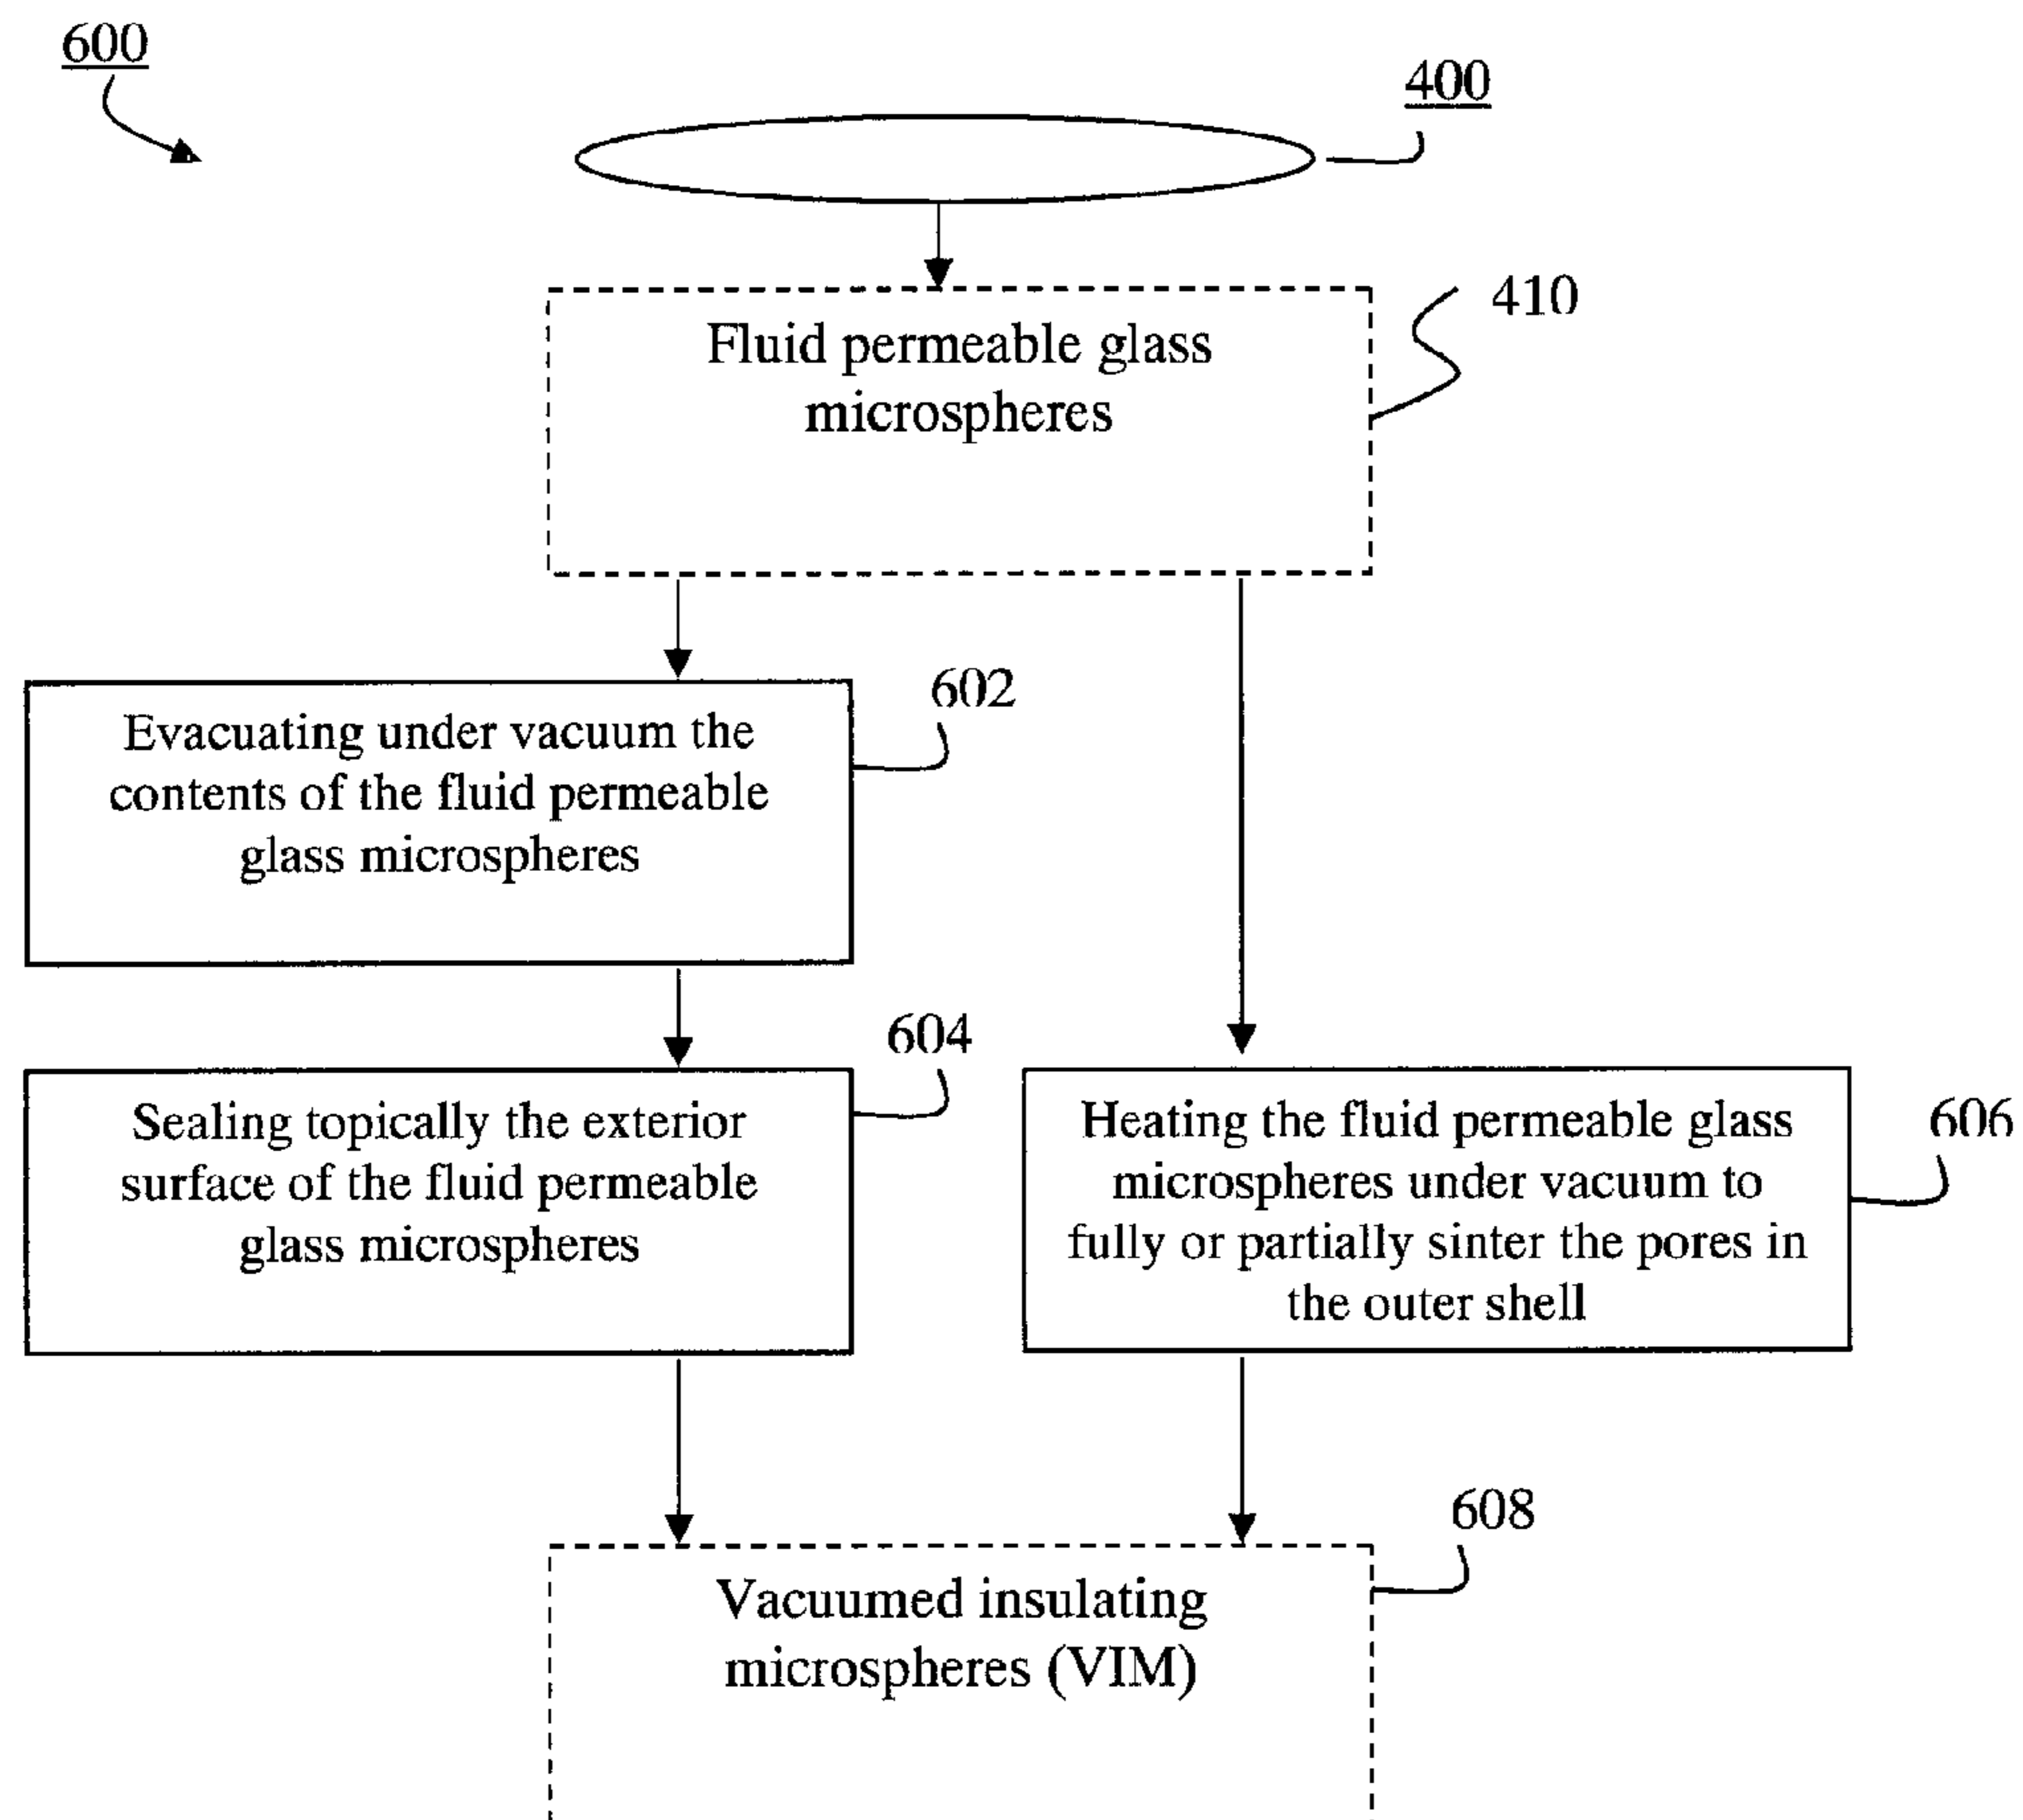 600
400
Fluid permeable glass
microspheres
410
Evacuating under vacuum the
contents of the fluid permeable
glass microspheres
602
Sealing topically the exterior
surface of the fluid permeable
glass microspheres
604
Heating the fluid permeable glass
microspheres under vacuum to
fully or partially sinter the pores in
the outer shell
606
Vacuumed insulating
microspheres (VIM)
608